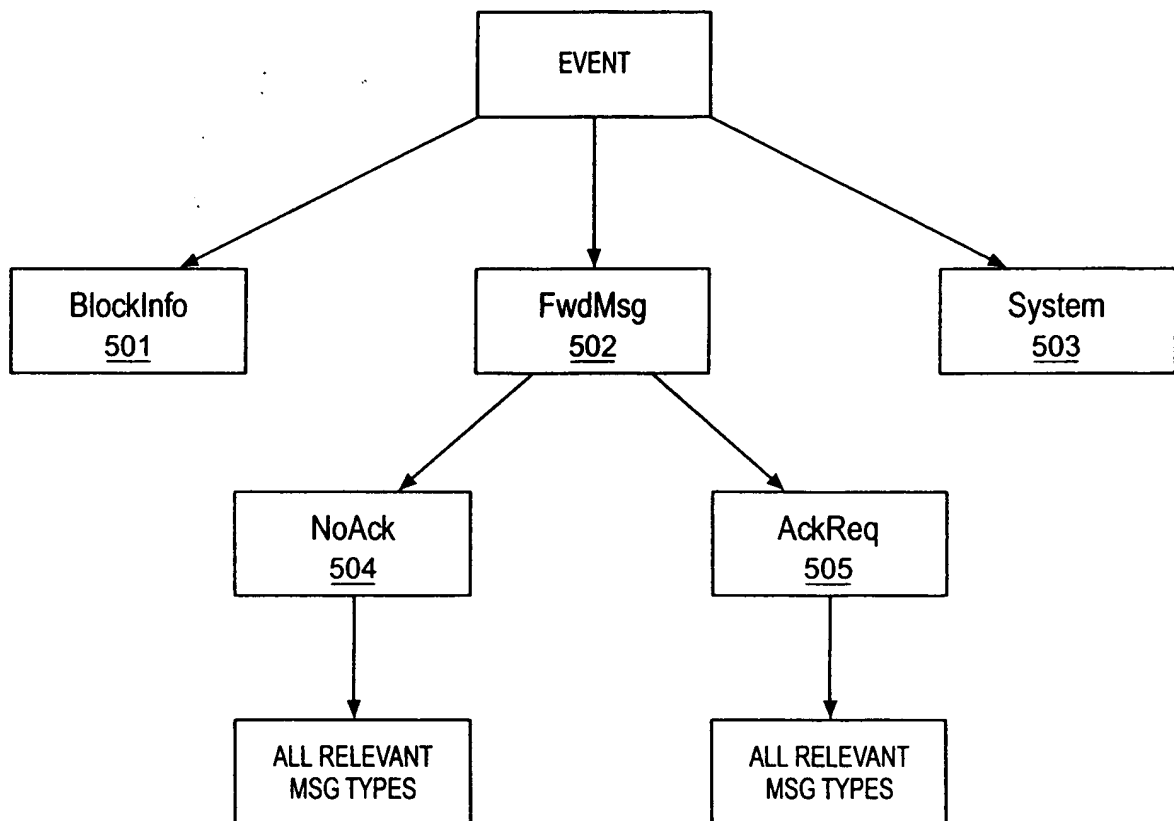 EVENT
BlockInfo
501
FwdMsg
502
System
503
NoAck
504
AckReq
505
ALL RELEVANT
MSG TYPES
ALL RELEVANT
MSG TYPES